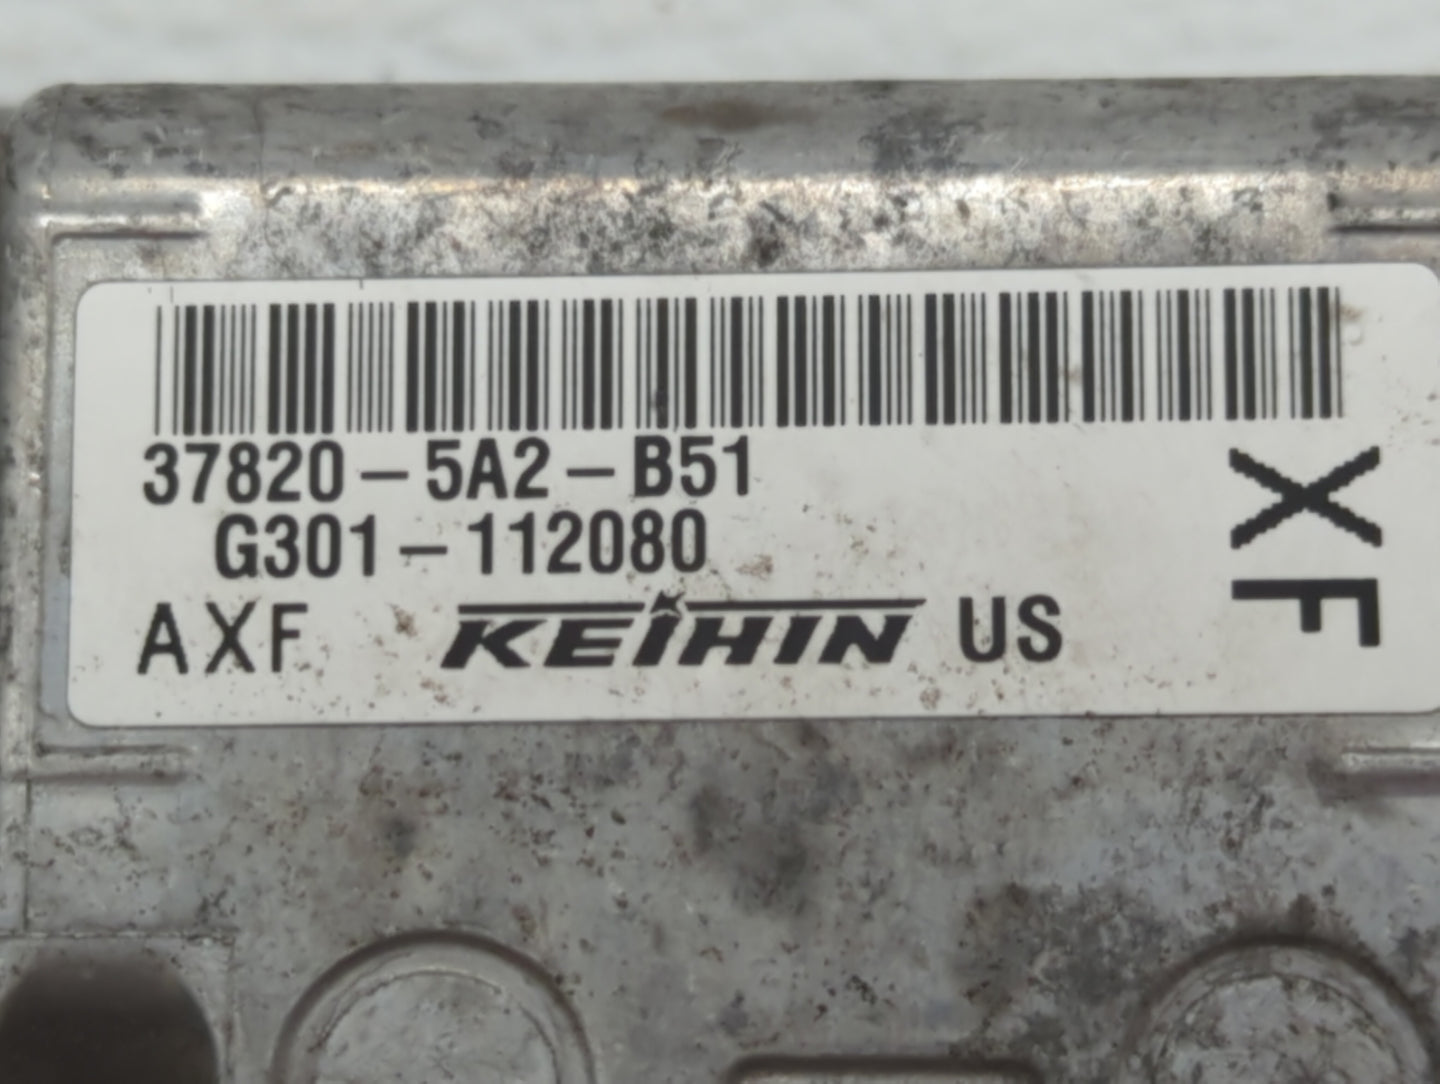 37820-5A2-B51
G301-112080
AXF KEIHIN US
XF